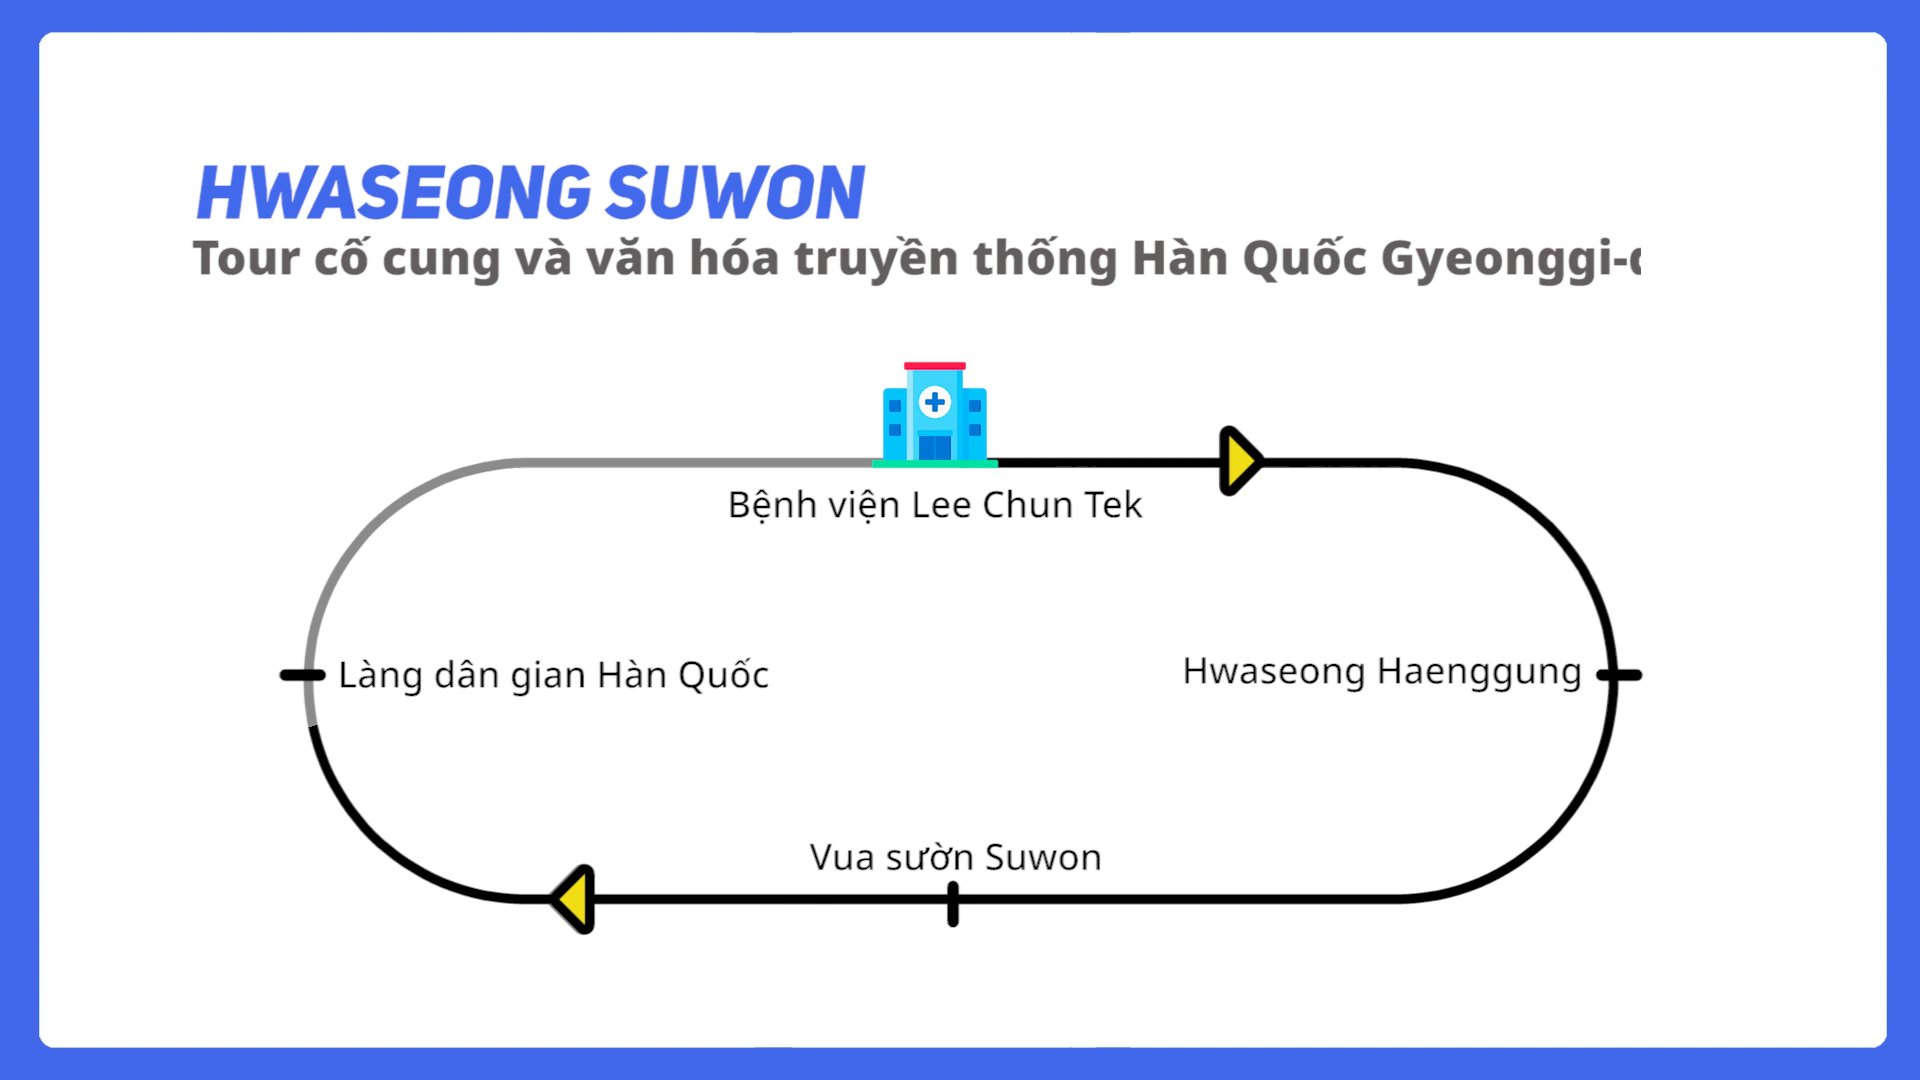 HWASEONG SUWON
Tour cố cung và văn hóa truyền thống Hàn Quốc Gyeonggi-
Bệnh viện Lee Chun Tek
Làng dân gian Hàn Quốc
Hwaseong Haenggung
Vua sườn Suwon